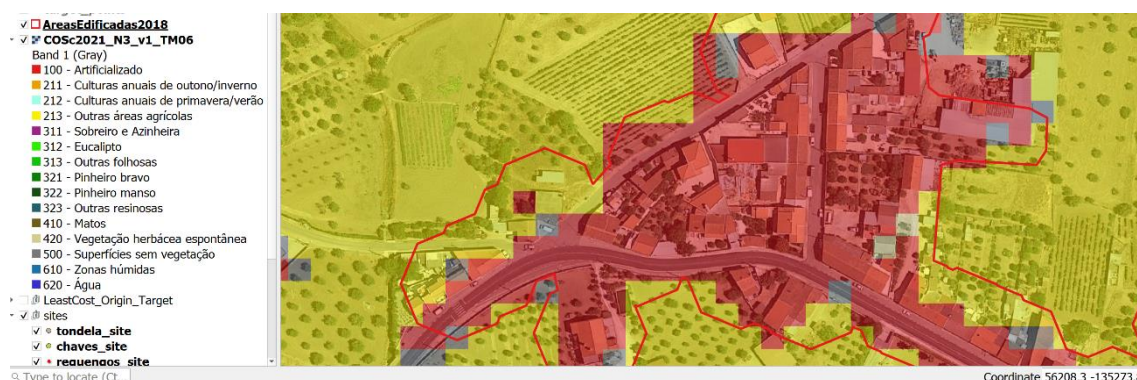 AreasEdificadas2018
COSc2021_N3_v1_TM06
Band 1 (Gray)
100 - Artificializado
211 - Culturas anuais de outono/inverno
212 - Culturas anuais de primavera/verão
213 - Outras áreas agrícolas
311 - Sobreiro e Azinheira
312 - Eucalipto
313 - Outras folhosas
321 - Pinheiro bravo
322 - Pinheiro manso
323 - Outras resinosas
410 - Matos
420 - Vegetação herbácea espontânea
500 - Superfícies sem vegetação
610 - Zonas húmidas
620 - Água
LeastCost_Origin_Target
sites
tondela_site
chaves_site
reguengos_site
Type to locate (Ct
Coordinate 56208.3 -135273